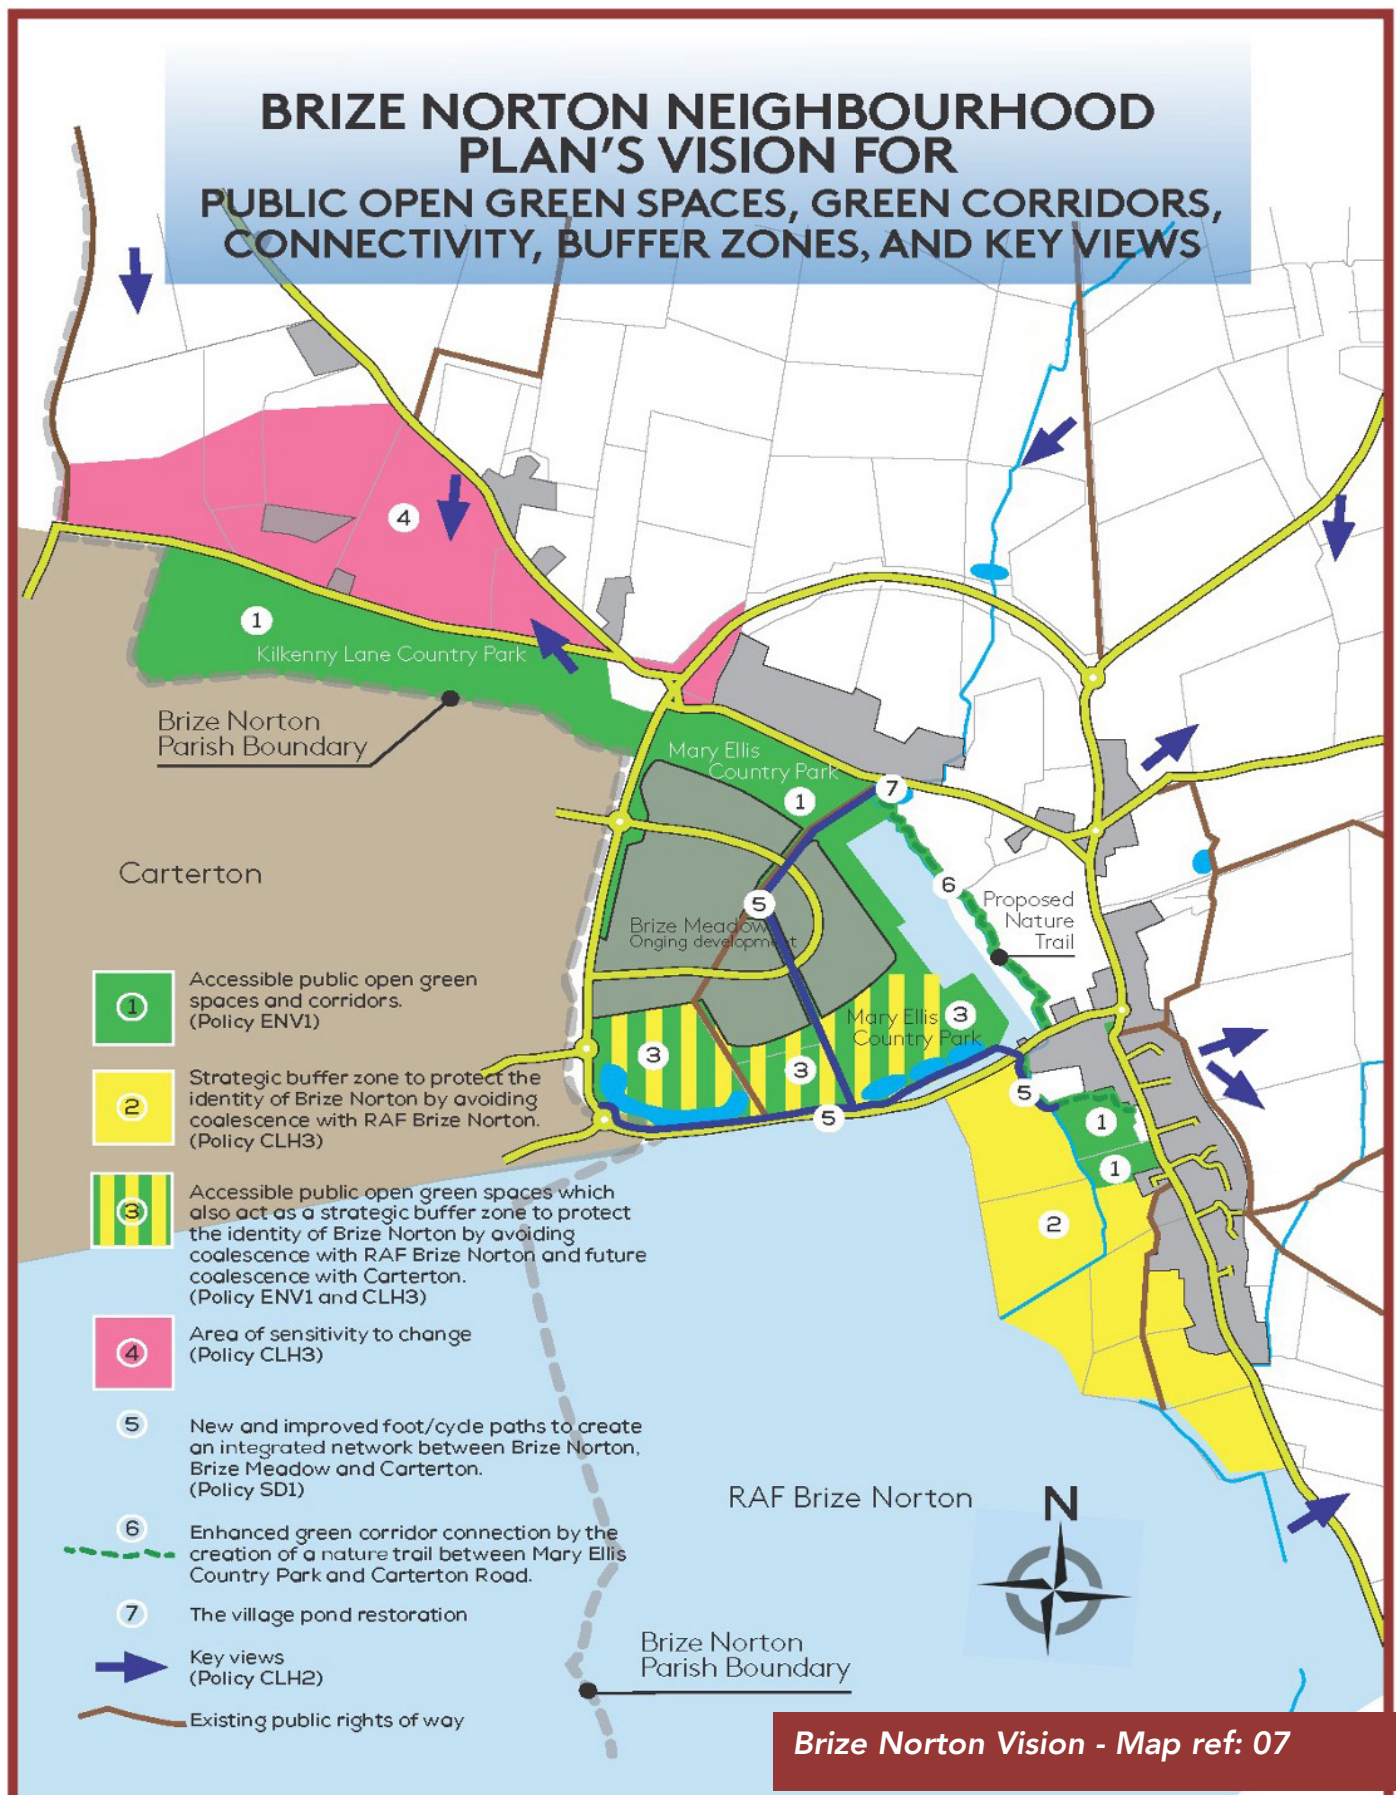 BRIZE NORTON NEIGHBOURHOOD
PLAN'S VISION FOR
PUBLIC OPEN GREEN SPACES, GREEN CORRIDORS,
CONNECTIVITY, BUFFER ZONES, AND KEY VIEWS
4
1
Kilkenny Lane Country Park
Brize Norton
Parish Boundary
Mary Ellis
Country Park
1
7
Carterton
6
5
Proposed
Nature
Trail
Brize Meadow
Onging development
Mary Ellis
Country Park
3
3
3
5
5
1
1
2
1
Accessible public open green
spaces and corridors.
(Policy ENV1)
2
Strategic buffer zone to protect the
identity of Brize Norton by avoiding
coalescence with RAF Brize Norton.
(Policy CLH3)
3
Accessible public open green spaces which
also act as a strategic buffer zone to protect
the identity of Brize Norton by avoiding
coalescence with RAF Brize Norton and future
coalescence with Carterton.
(Policy ENV1 and CLH3)
4
Area of sensitivity to change
(Policy CLH3)
5
New and improved foot/cycle paths to create
an integrated network between Brize Norton,
Brize Meadow and Carterton.
(Policy SD1)
6
Enhanced green corridor connection by the
creation of a nature trail between Mary Ellis
Country Park and Carterton Road.
7
The village pond restoration
Key views
(Policy CLH2)
Existing public rights of way
RAF Brize Norton
N
Brize Norton
Parish Boundary
Brize Norton Vision - Map ref: 07